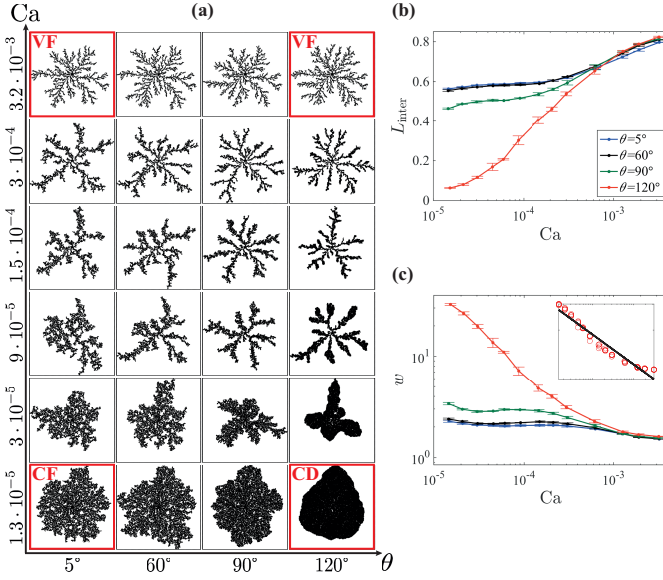 (a)
Ca
VF
VF
3.2 · 10⁻³
3 · 10⁻⁴
1.5 · 10⁻⁴
9 · 10⁻⁵
3 · 10⁻⁵
CF
CD
1.3 · 10⁻⁵
5°
60°
90°
120°
θ
(b)
0.8
0.6
0.4
0.2
0
L_inter
θ=5°
θ=60°
θ=90°
θ=120°
10⁻⁵
10⁻⁴
10⁻³
Ca
(c)
10¹
10⁰
w
10⁻⁵
10⁻⁴
10⁻³
Ca